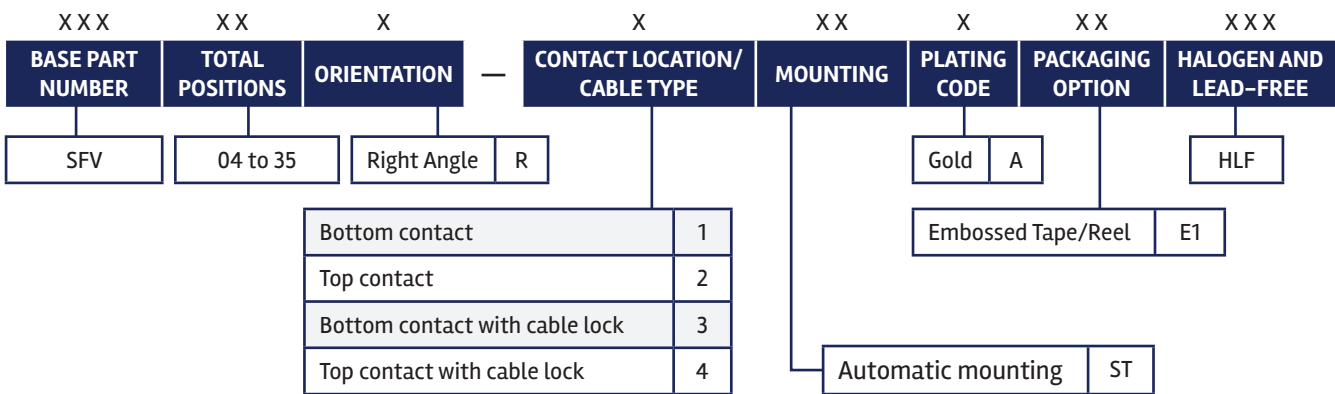 XXX XX X X XX X XX XXX
BASE PART NUMBER TOTAL POSITIONS ORIENTATION — CONTACT LOCATION/ CABLE TYPE MOUNTING PLATING CODE PACKAGING OPTION HALOGEN AND LEAD-FREE
SFV 04 to 35 Right Angle R Gold A HLF
Bottom contact 1 Embossed Tape/Reel E1
Top contact 2
Bottom contact with cable lock 3
Top contact with cable lock 4 Automatic mounting ST